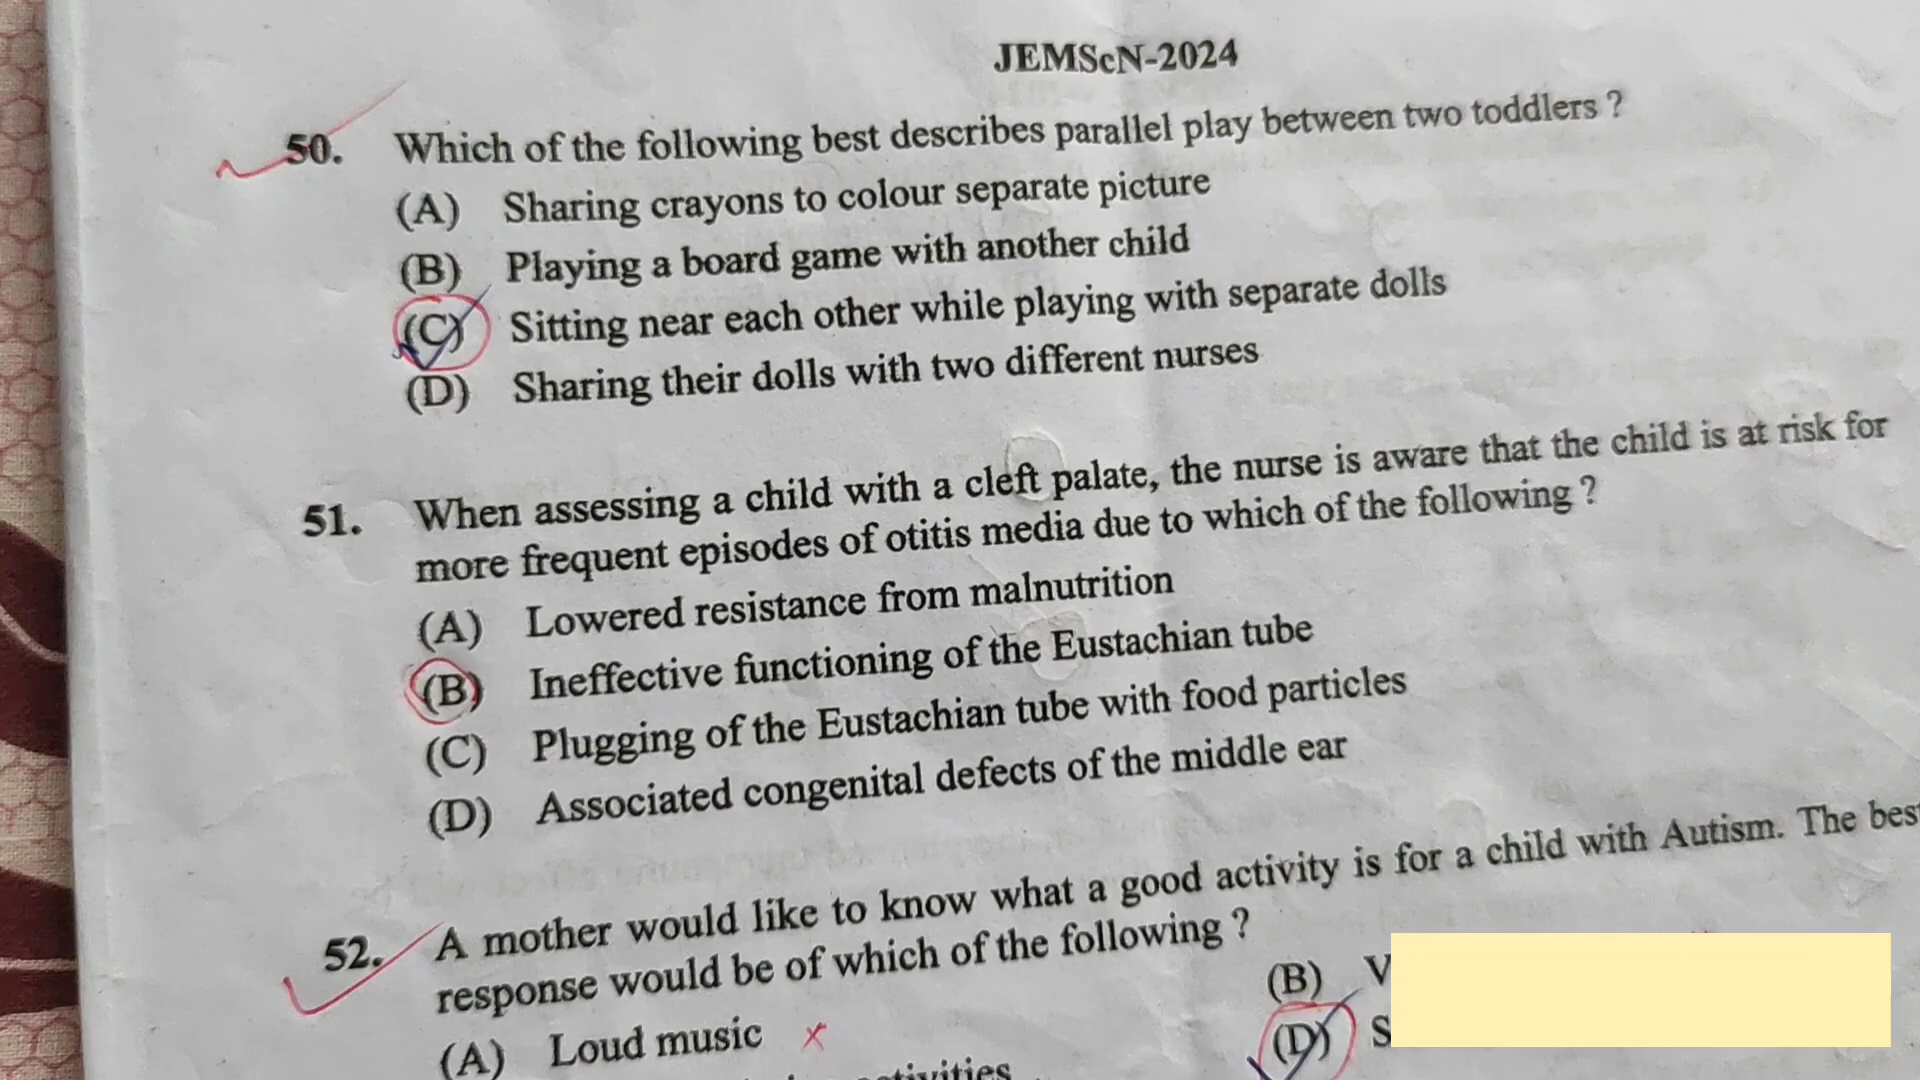 JEMScN-2024
50. Which of the following best describes parallel play between two toddlers ?
(A) Sharing crayons to colour separate picture
(B) Playing a board game with another child
(C) Sitting near each other while playing with separate dolls
(D) Sharing their dolls with two different nurses
51. When assessing a child with a cleft palate, the nurse is aware that the child is at risk for
more frequent episodes of otitis media due to which of the following ?
(A) Lowered resistance from malnutrition
(B) Ineffective functioning of the Eustachian tube
(C) Plugging of the Eustachian tube with food particles
(D) Associated congenital defects of the middle ear
52. A mother would like to know what a good activity is for a child with Autism. The
response would be of which of the following ?
(A) Loud music
(B)
(D)